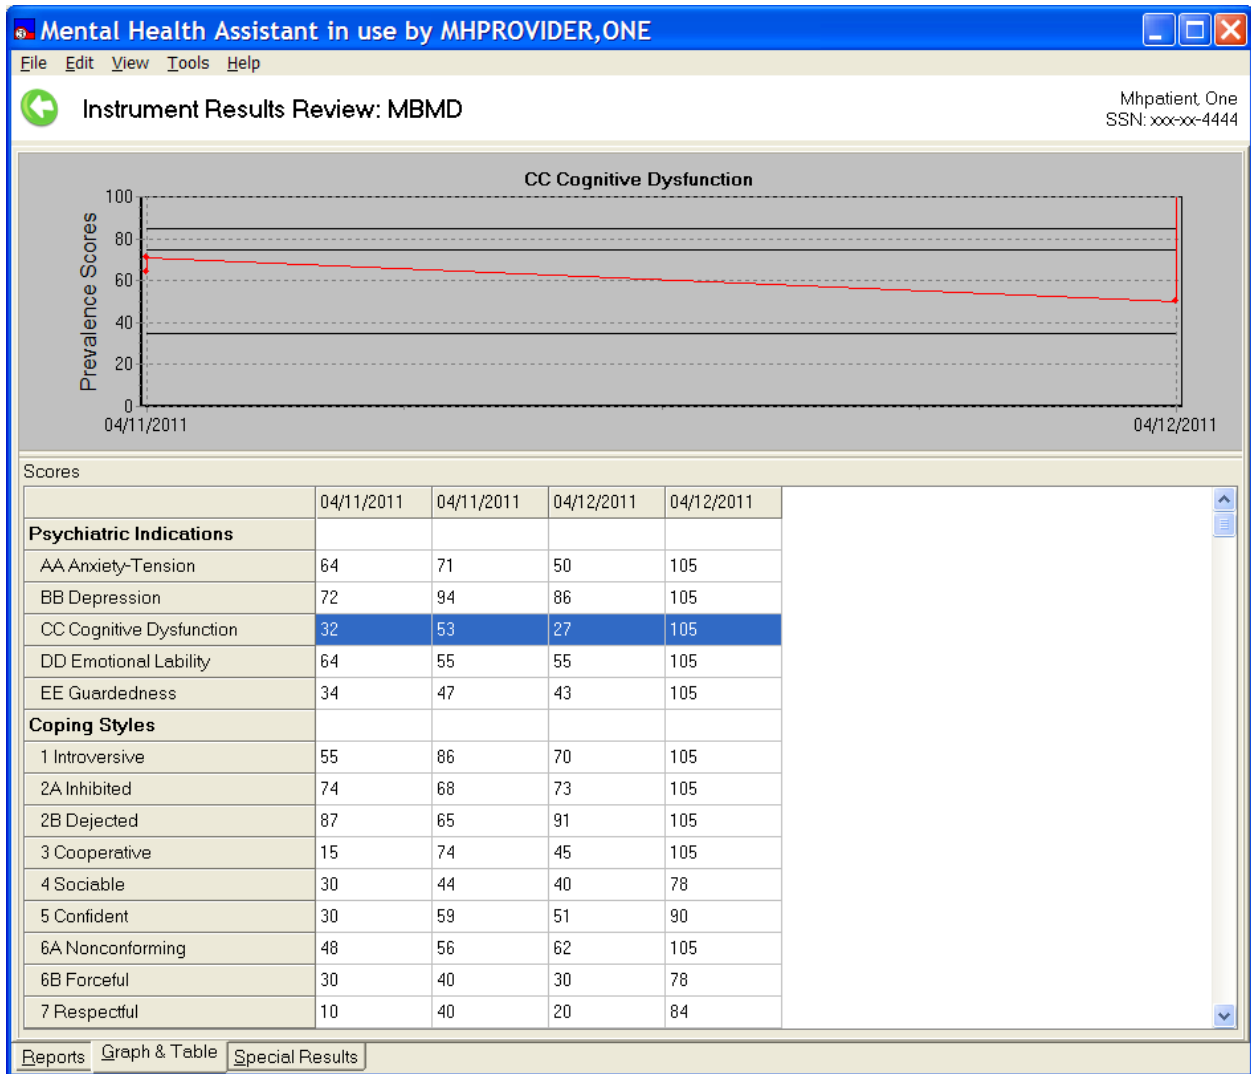 Mental Health Assistant in use by MHPROVIDER,ONE
File Edit View Tools Help
Instrument Results Review: MBMD
Mhpatient, One
SSN: xxx-xx-4444
CC Cognitive Dysfunction
Prevalence Scores
100
80
60
40
20
0
04/11/2011 04/12/2011
Scores
04/11/2011 04/11/2011 04/12/2011 04/12/2011
Psychiatric Indications
AA Anxiety-Tension 64 71 50 105
BB Depression 72 94 86 105
CC Cognitive Dysfunction 32 53 27 105
DD Emotional Lability 64 55 55 105
EE Guardedness 34 47 43 105
Coping Styles
1 Introversive 55 86 70 105
2A Inhibited 74 68 73 105
2B Dejected 87 65 91 105
3 Cooperative 15 74 45 105
4 Sociable 30 44 40 78
5 Confident 30 59 51 90
6A Nonconforming 48 56 62 105
6B Forceful 30 40 30 78
7 Respectful 10 40 20 84
Reports Graph & Table Special Results